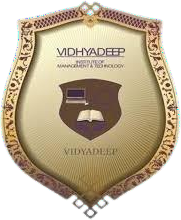 VIDHYADEEP
INSTITUTE OF
MANAGEMENT & TECHNOLOGY
VIDYADEEP